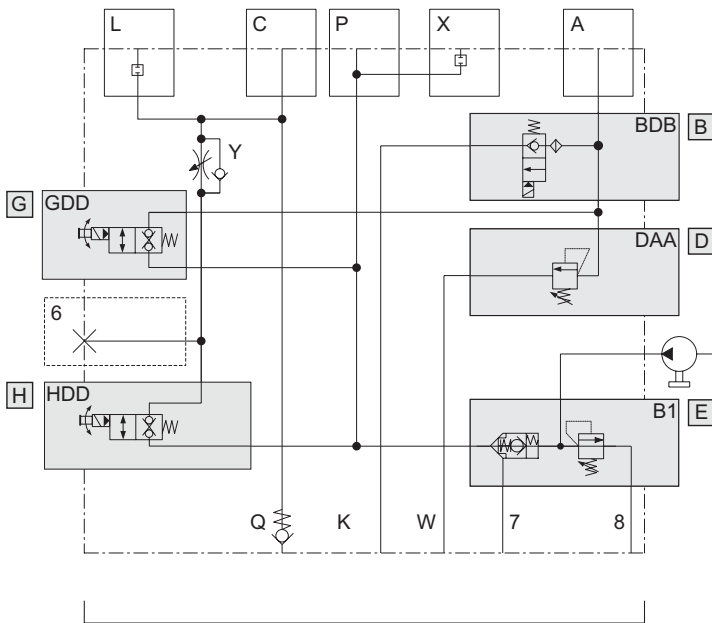 L C P X A
BDB B
Y
G GDD
DAA D
6
H HDD
B1 E
Q K W 7 8